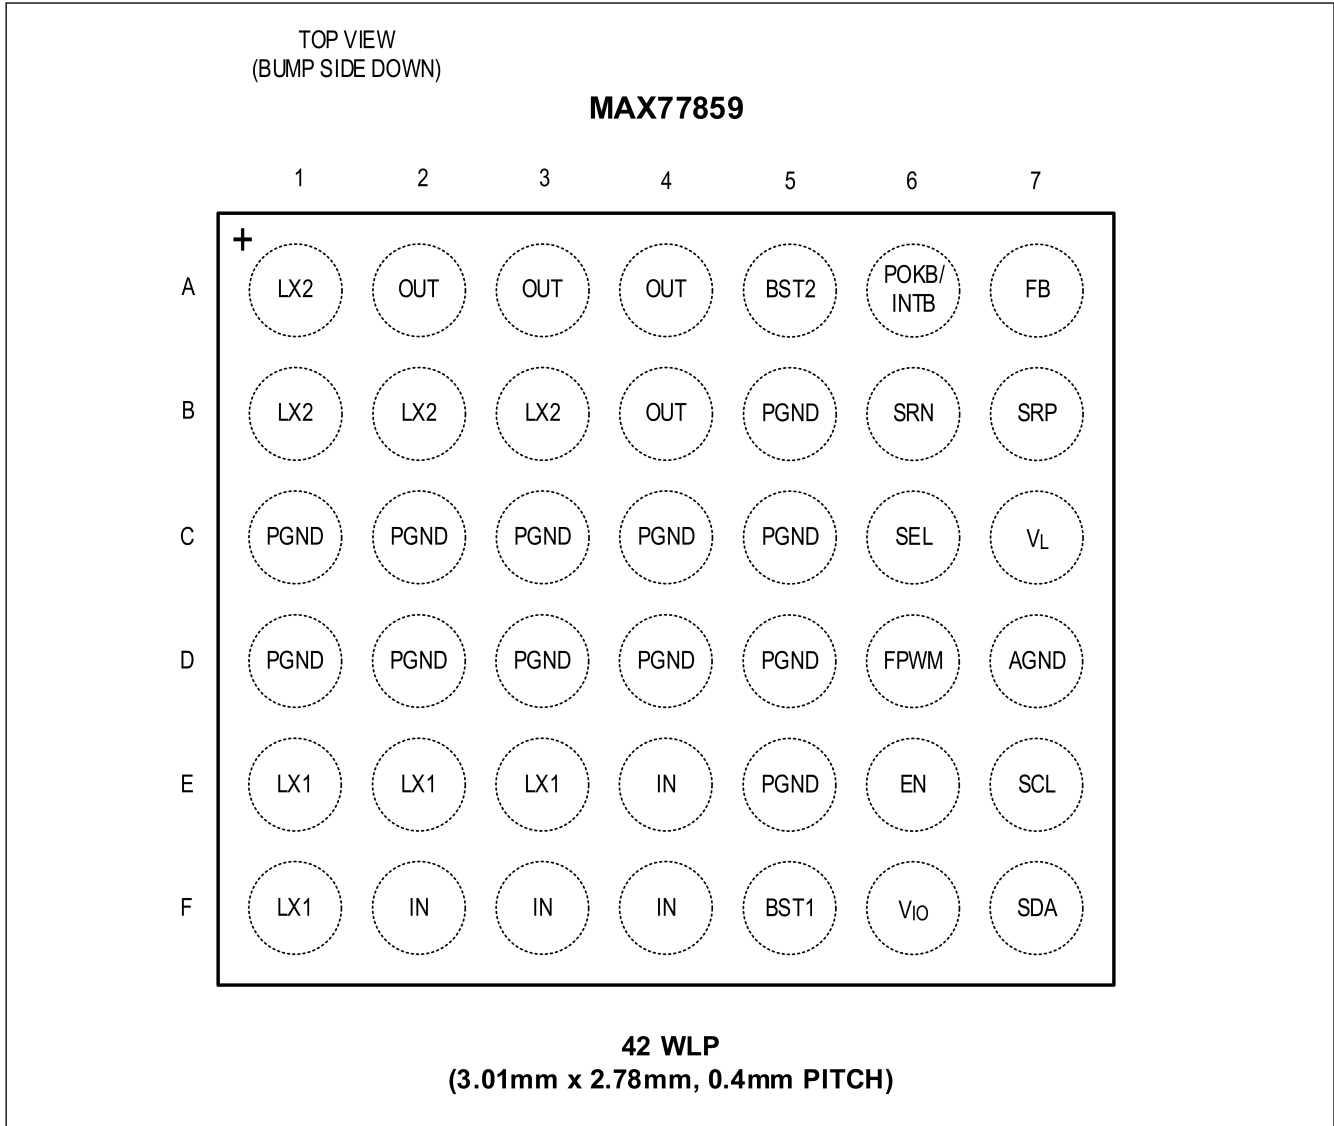 TOP VIEW
(BUMP SIDE DOWN)
MAX77859
1 2 3 4 5 6 7
+
A LX2 OUT OUT OUT BST2 POKB/ INTB FB
B LX2 LX2 LX2 OUT PGND SRN SRP
C PGND PGND PGND PGND PGND SEL VL
D PGND PGND PGND PGND PGND FPWM AGND
E LX1 LX1 LX1 IN PGND EN SCL
F LX1 IN IN IN BST1 VIO SDA
42 WLP
(3.01mm x 2.78mm, 0.4mm PITCH)